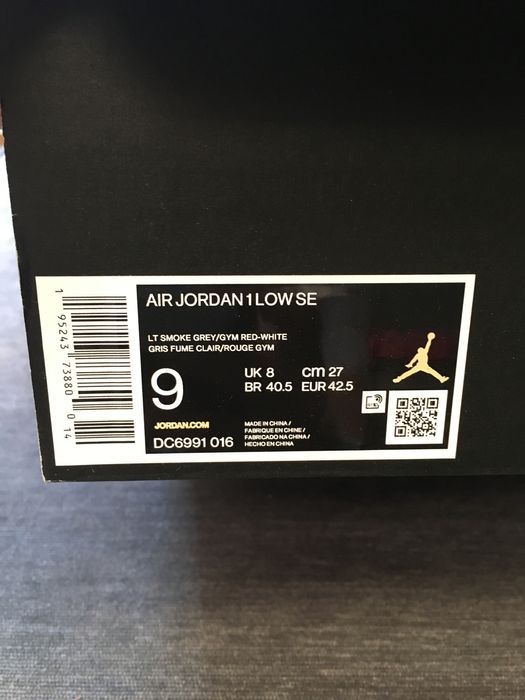 AIR JORDAN 1 LOW SE
LT SMOKE GREY/GYM RED-WHITE
GRIS FUME CLAIR/ROUGE GYM
9
UK 8 cm 27
BR 40.5 EUR 42.5
JORDAN.COM
DC6991 016
MADE IN CHINA /
FABRIQUE EN CHINE /
FABRICADO NA CHINA /
HECHO EN CHINA
1 95243 73880 0 14